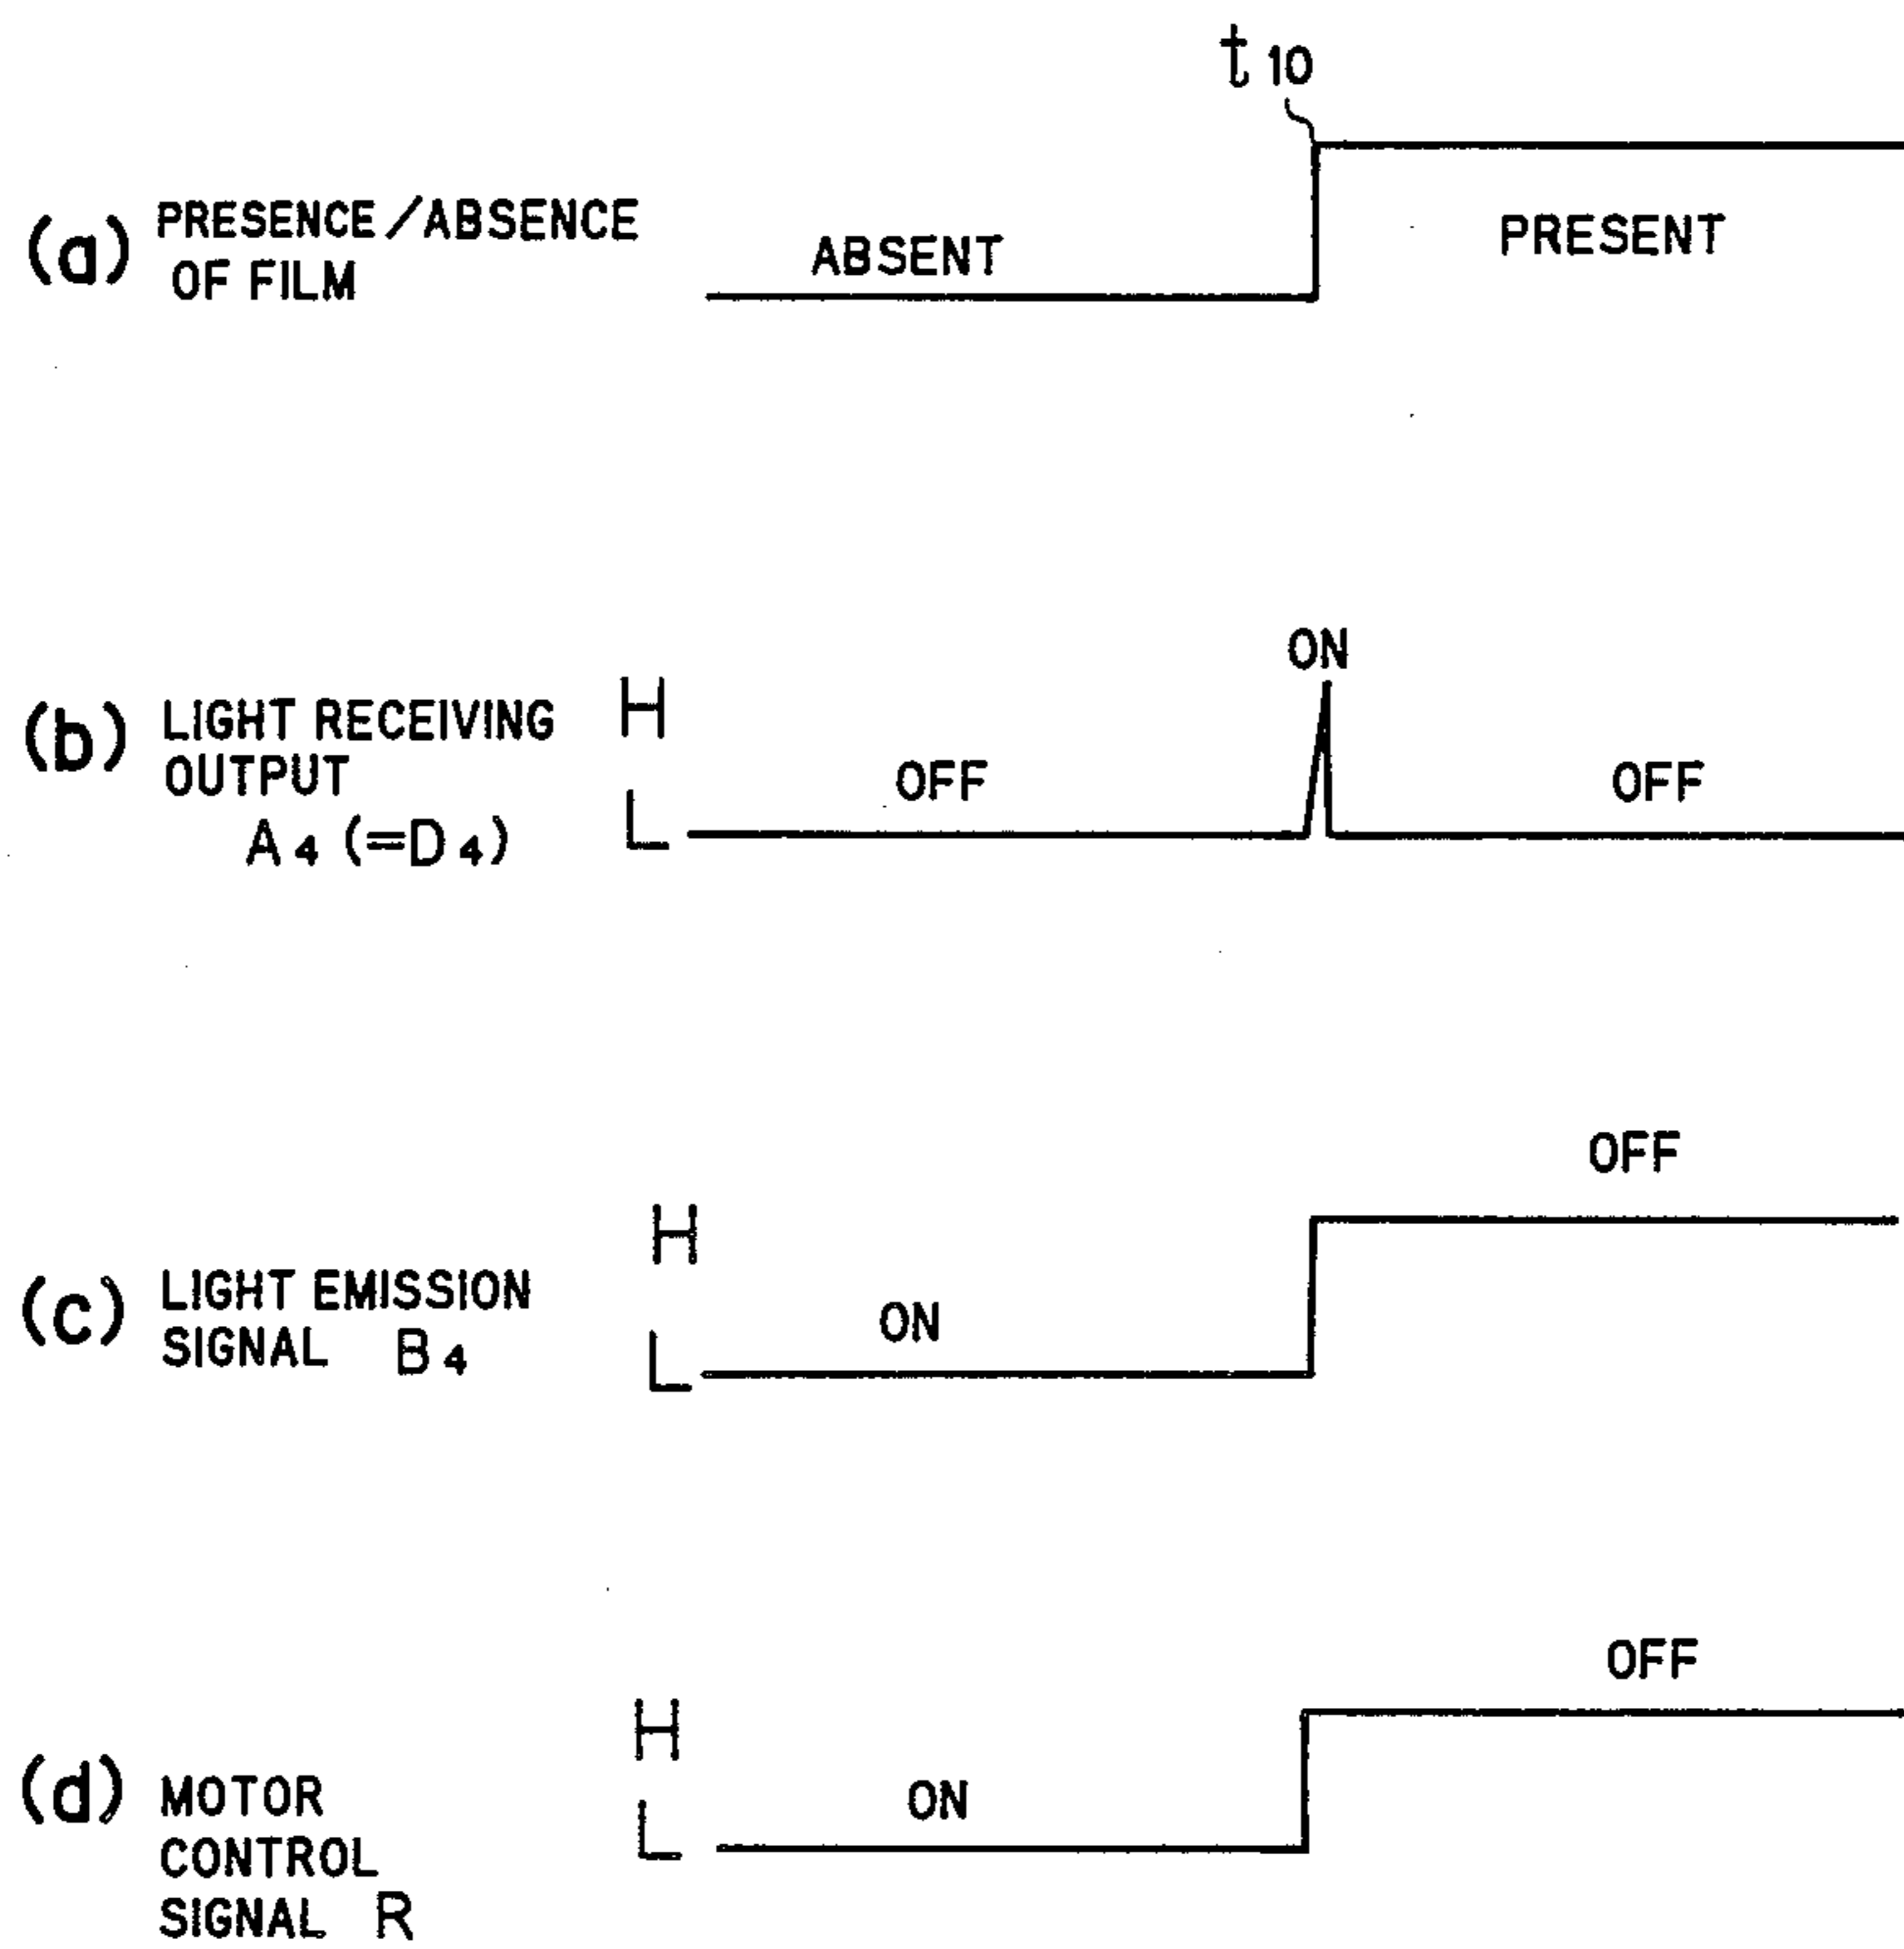 t10
(a) PRESENCE/ABSENCE
OF FILM
ABSENT
PRESENT
(b) LIGHT RECEIVING
OUTPUT
A4 (=D4)
H
L
OFF
ON
OFF
(c) LIGHT EMISSION
SIGNAL B4
H
L
ON
OFF
(d) MOTOR
CONTROL
SIGNAL R
H
L
ON
OFF